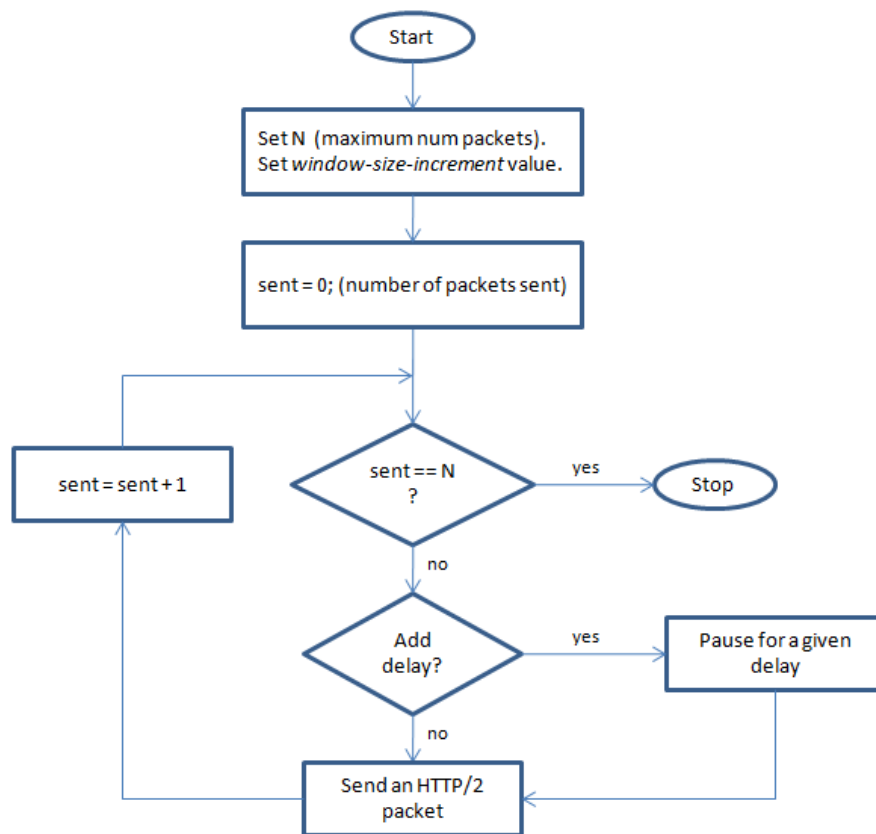 Start
Set N (maximum num packets).
Set window-size-increment value.
sent = 0; (number of packets sent)
sent = sent + 1
sent == N
?
yes
Stop
no
Add
delay?
yes
Pause for a given
delay
no
Send an HTTP/2
packet